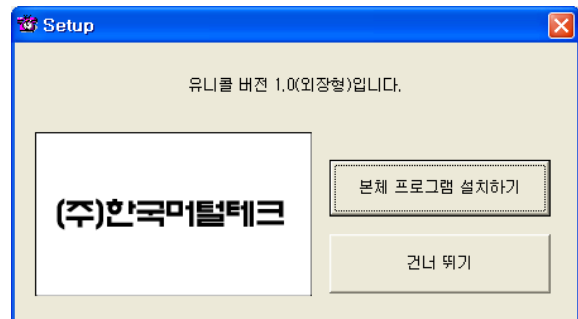 Setup
유니콜 버전 1.0(외장형)입니다.
(주)한국머털테크
본체 프로그램 설치하기
건너 뛰기